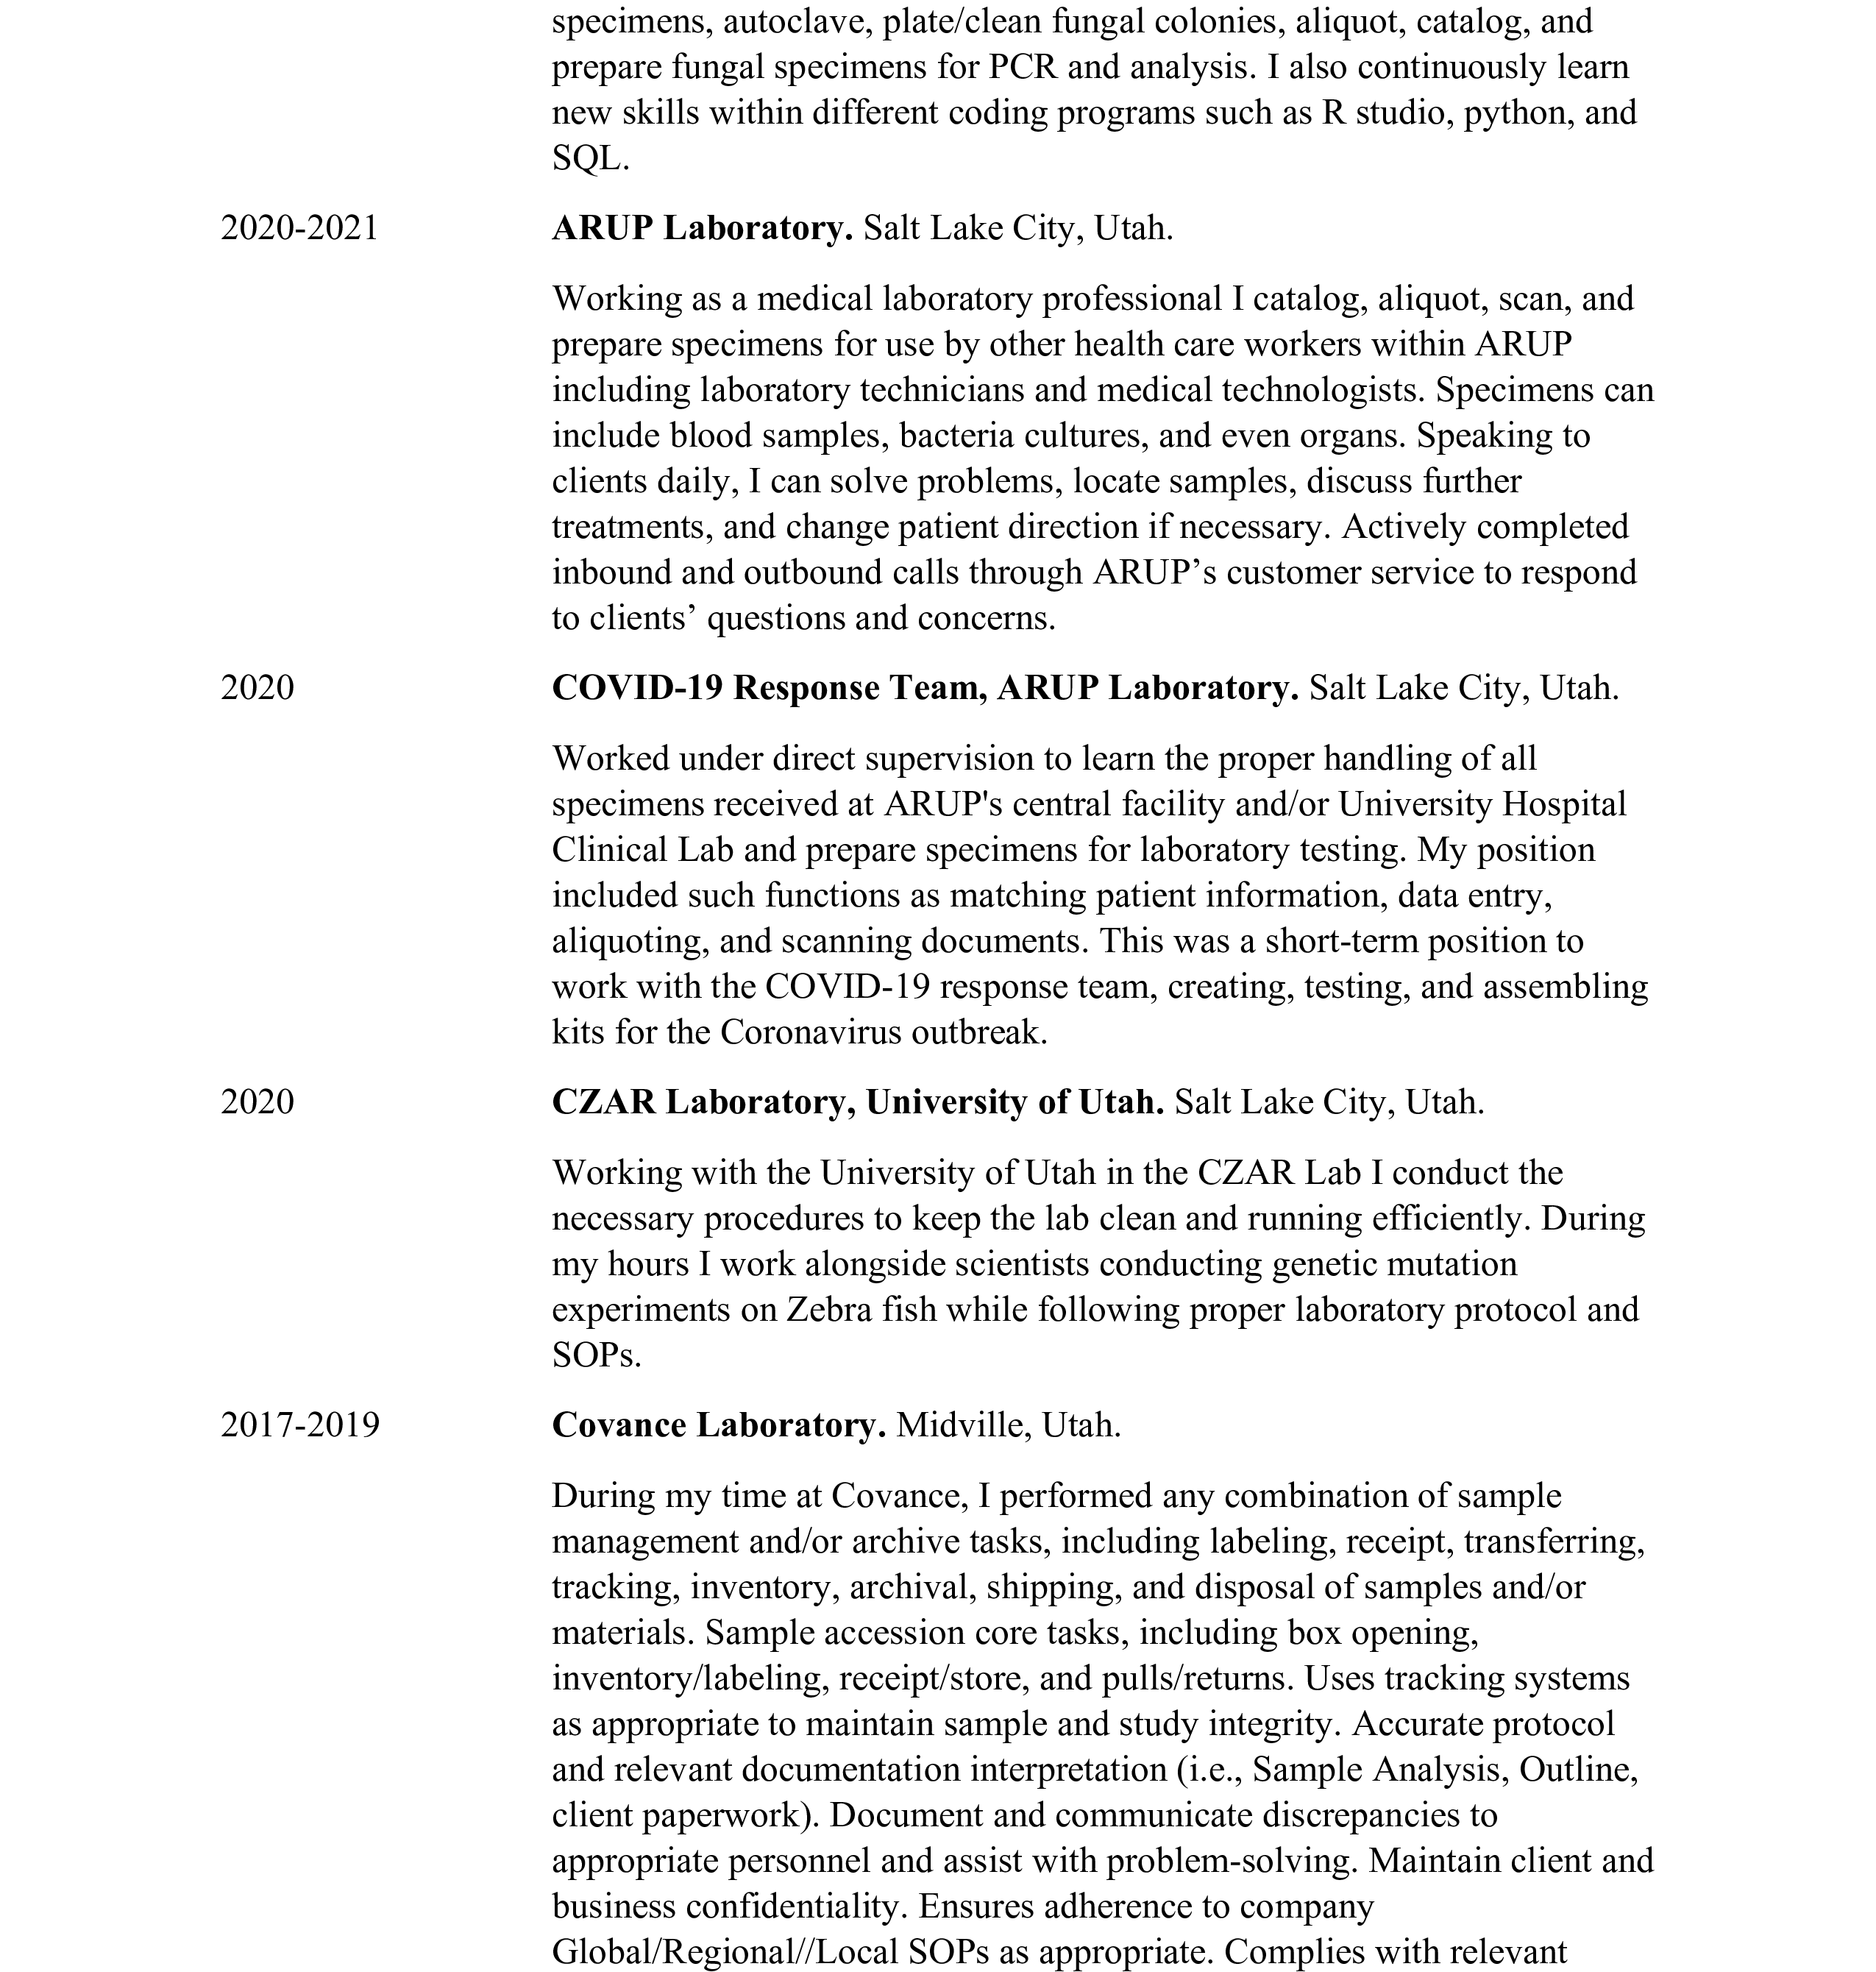 specimens, autoclave, plate/clean fungal colonies, aliquot, catalog, and
prepare fungal specimens for PCR and analysis. I also continuously learn
new skills within different coding programs such as R studio, python, and
SQL.
2020-2021 ARUP Laboratory. Salt Lake City, Utah.
Working as a medical laboratory professional I catalog, aliquot, scan, and
prepare specimens for use by other health care workers within ARUP
including laboratory technicians and medical technologists. Specimens can
include blood samples, bacteria cultures, and even organs. Speaking to
clients daily, I can solve problems, locate samples, discuss further
treatments, and change patient direction if necessary. Actively completed
inbound and outbound calls through ARUP’s customer service to respond
to clients’ questions and concerns.
2020 COVID-19 Response Team, ARUP Laboratory. Salt Lake City, Utah.
Worked under direct supervision to learn the proper handling of all
specimens received at ARUP's central facility and/or University Hospital
Clinical Lab and prepare specimens for laboratory testing. My position
included such functions as matching patient information, data entry,
aliquoting, and scanning documents. This was a short-term position to
work with the COVID-19 response team, creating, testing, and assembling
kits for the Coronavirus outbreak.
2020 CZAR Laboratory, University of Utah. Salt Lake City, Utah.
Working with the University of Utah in the CZAR Lab I conduct the
necessary procedures to keep the lab clean and running efficiently. During
my hours I work alongside scientists conducting genetic mutation
experiments on Zebra fish while following proper laboratory protocol and
SOPs.
2017-2019 Covance Laboratory. Midville, Utah.
During my time at Covance, I performed any combination of sample
management and/or archive tasks, including labeling, receipt, transferring,
tracking, inventory, archival, shipping, and disposal of samples and/or
materials. Sample accession core tasks, including box opening,
inventory/labeling, receipt/store, and pulls/returns. Uses tracking systems
as appropriate to maintain sample and study integrity. Accurate protocol
and relevant documentation interpretation (i.e., Sample Analysis, Outline,
client paperwork). Document and communicate discrepancies to
appropriate personnel and assist with problem-solving. Maintain client and
business confidentiality. Ensures adherence to company
Global/Regional//Local SOPs as appropriate. Complies with relevant